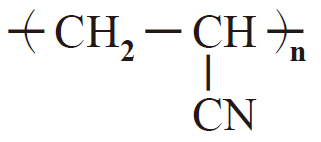 ( CH₂ — CH )ₙ
|
CN